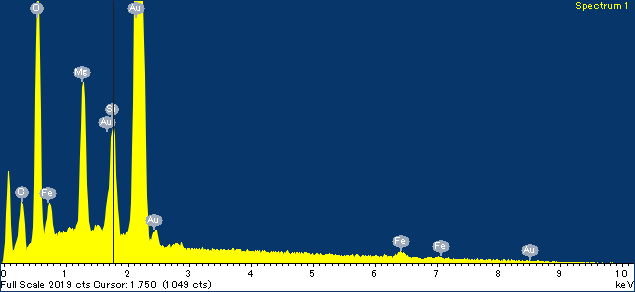 Spectrum 1
O
Au
Mg
Si
Au
C
Fe
Au
Fe
Fe
Au
0 1 2 3 4 5 6 7 8 9 10
Full Scale 2019 cts Cursor: 1.750 (1049 cts) keV